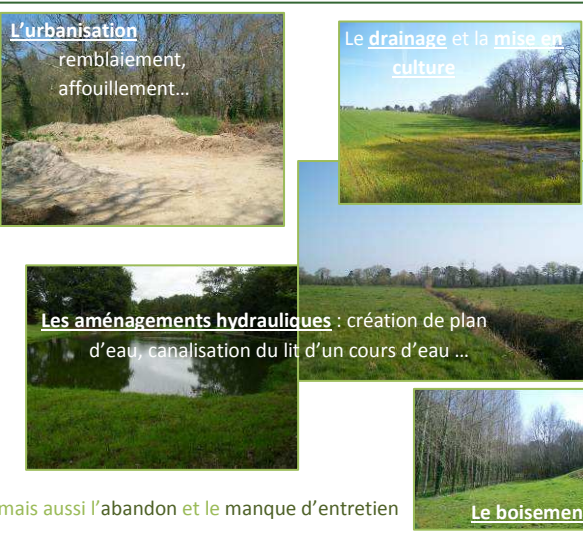 L'urbanisation
remblaiement,
affouillement…
Le drainage et la mise en
culture
Les aménagements hydrauliques : création de plan
d'eau, canalisation du lit d'un cours d'eau …
mais aussi l'abandon et le manque d'entretien
Le boisemen